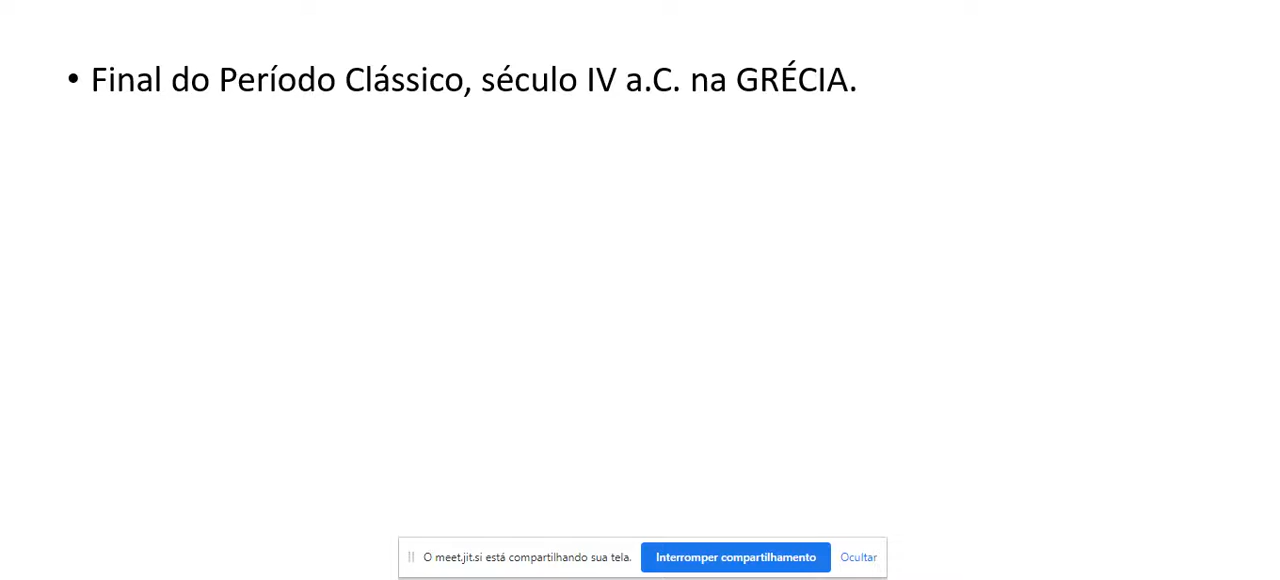 • Final do Período Clássico, século IV a.C. na GRÉCIA.
O meet.jit.si está compartilhando sua tela. Interromper compartilhamento Ocultar